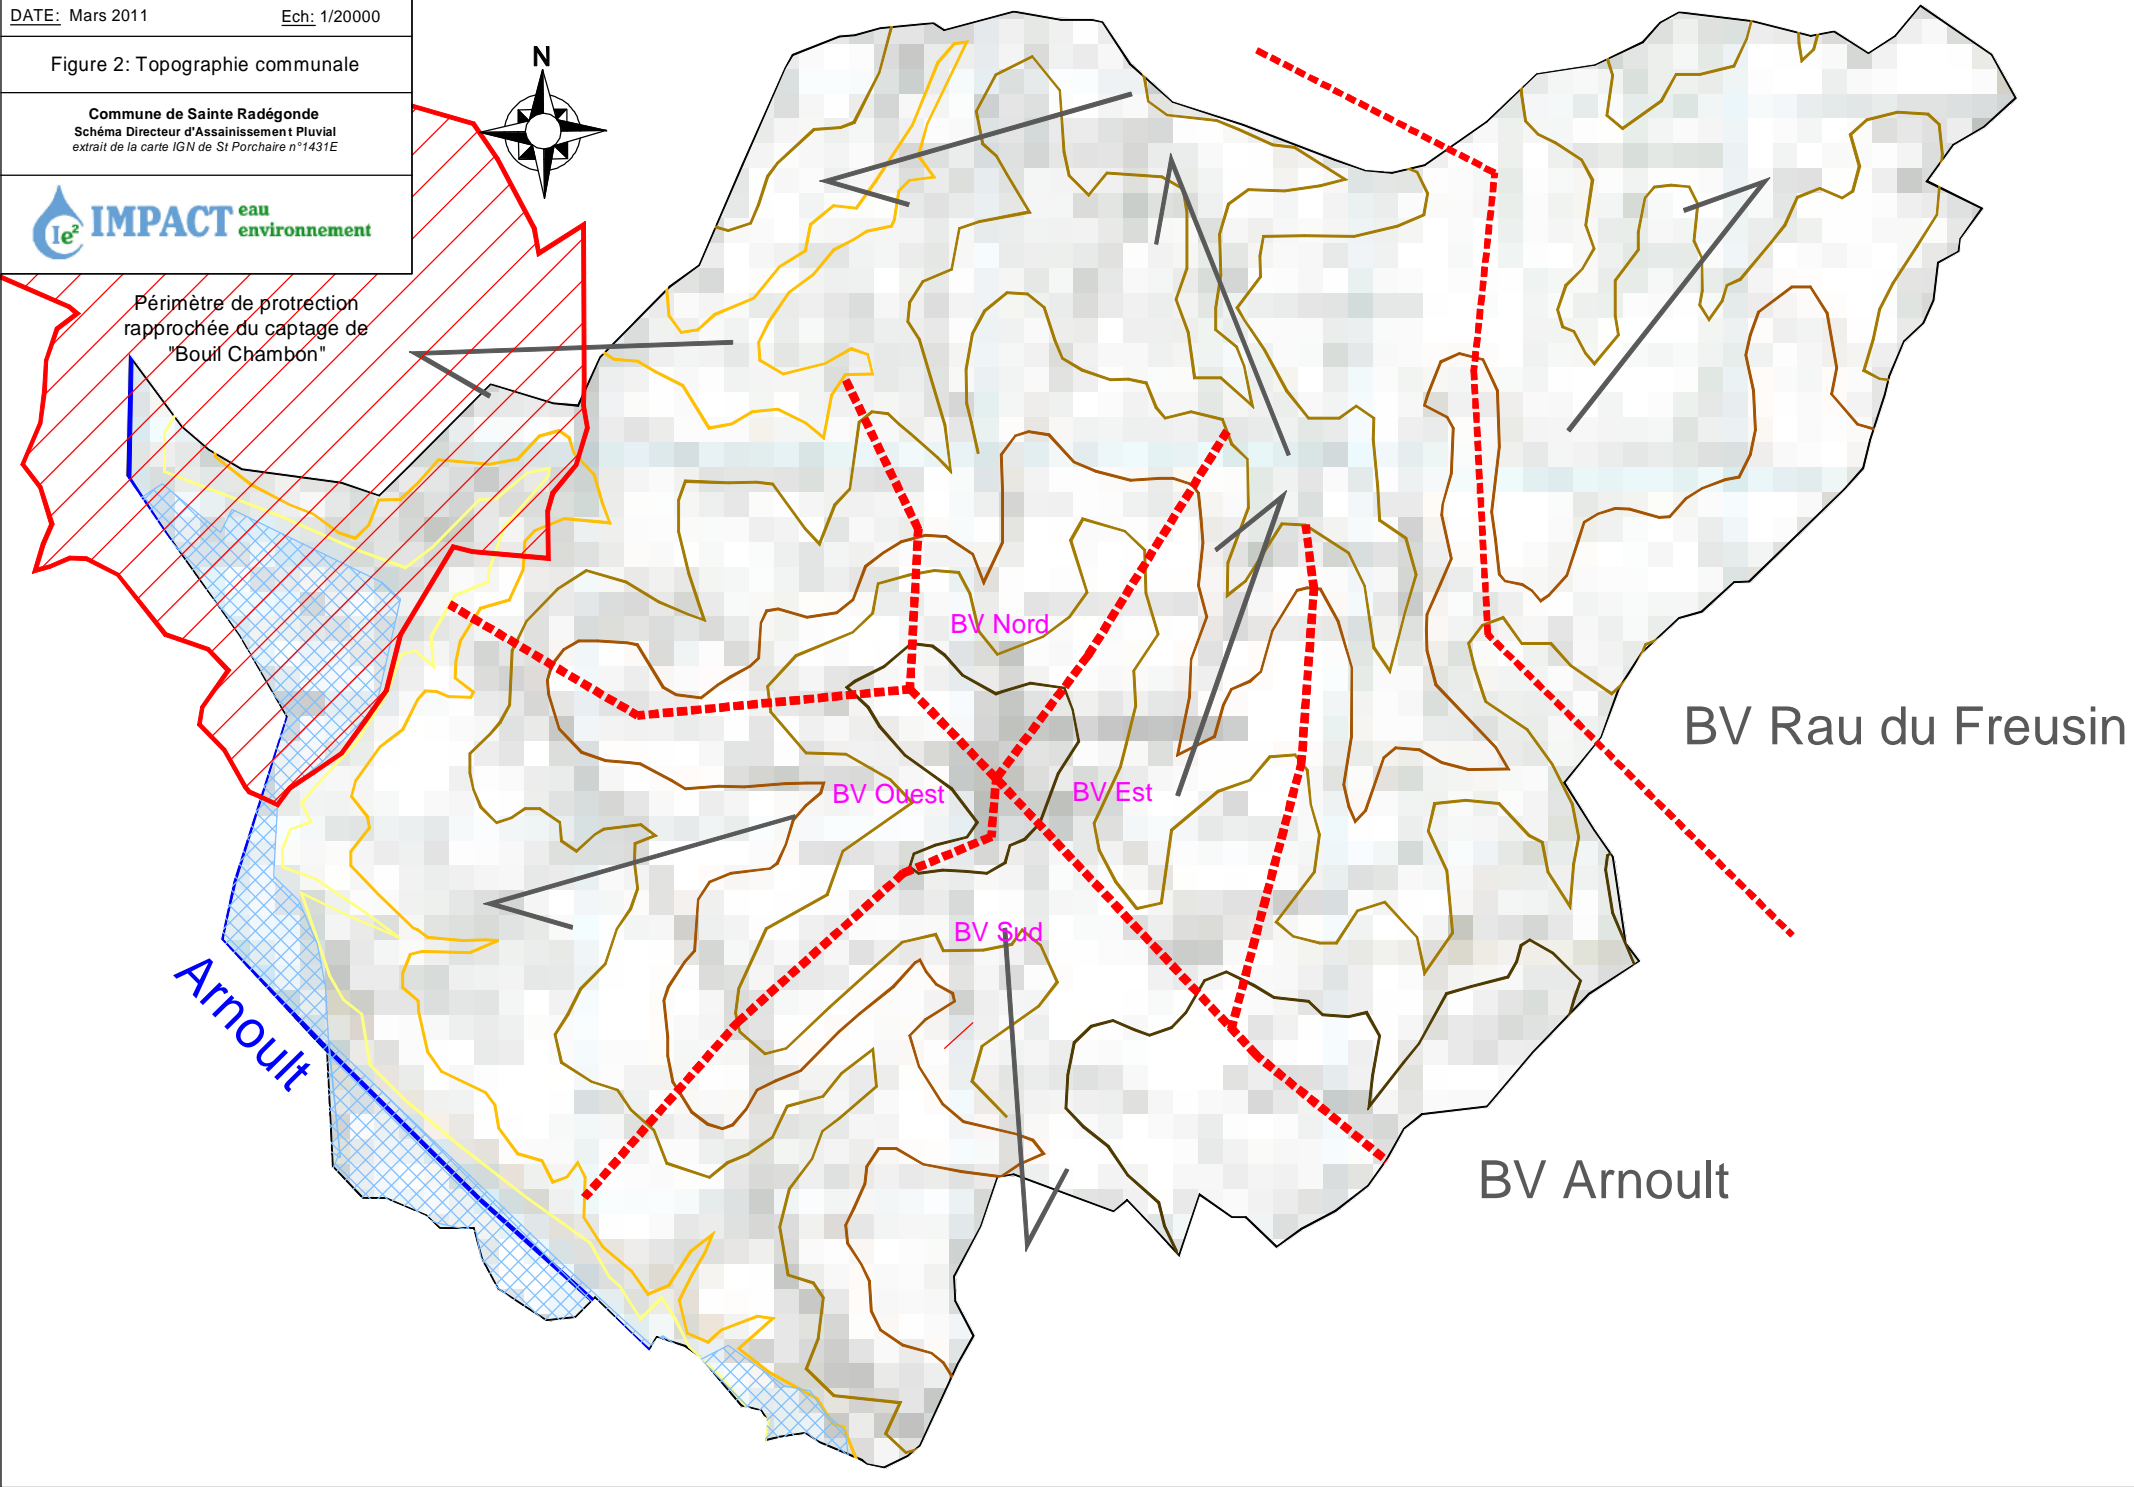 DATE: Mars 2011 Ech: 1/20000
Figure 2: Topographie communale
Commune de Sainte Radégonde
Schéma Directeur d'Assainissement Pluvial
extrait de la carte IGN de St Porchaire n°1431E
Ie² IMPACT eau
environnement
N
Périmètre de protrection
rapprochée du captage de
"Bouil Chambon"
BV Nord
BV Rau du Freusin
BV Ouest
BV Est
BV Sud
Arnoult
BV Arnoult